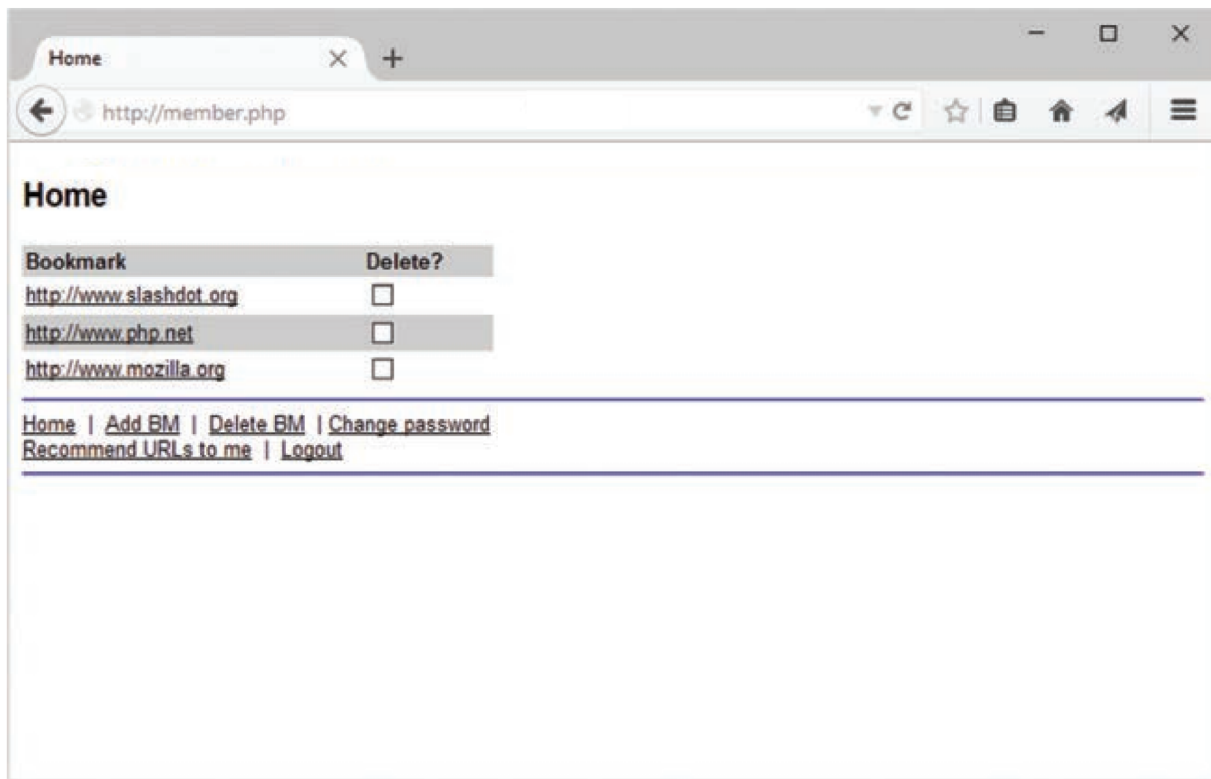 Home
http://member.php
Home
Bookmark Delete?
http://www.slashdot.org
http://www.php.net
http://www.mozilla.org
Home | Add BM | Delete BM | Change password
Recommend URLs to me | Logout